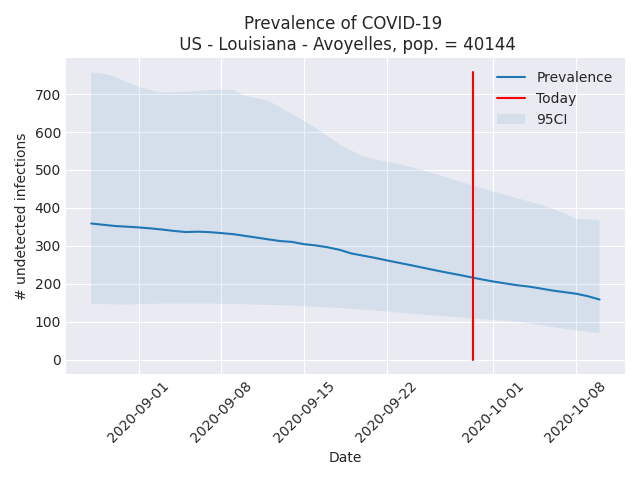 Prevalence of COVID-19
US - Louisiana - Avoyelles, pop. = 40144
Prevalence
Today
95CI
# undetected infections
700
600
500
400
300
200
100
0
2020-09-01
2020-09-08
2020-09-15
2020-09-22
2020-10-01
2020-10-08
Date